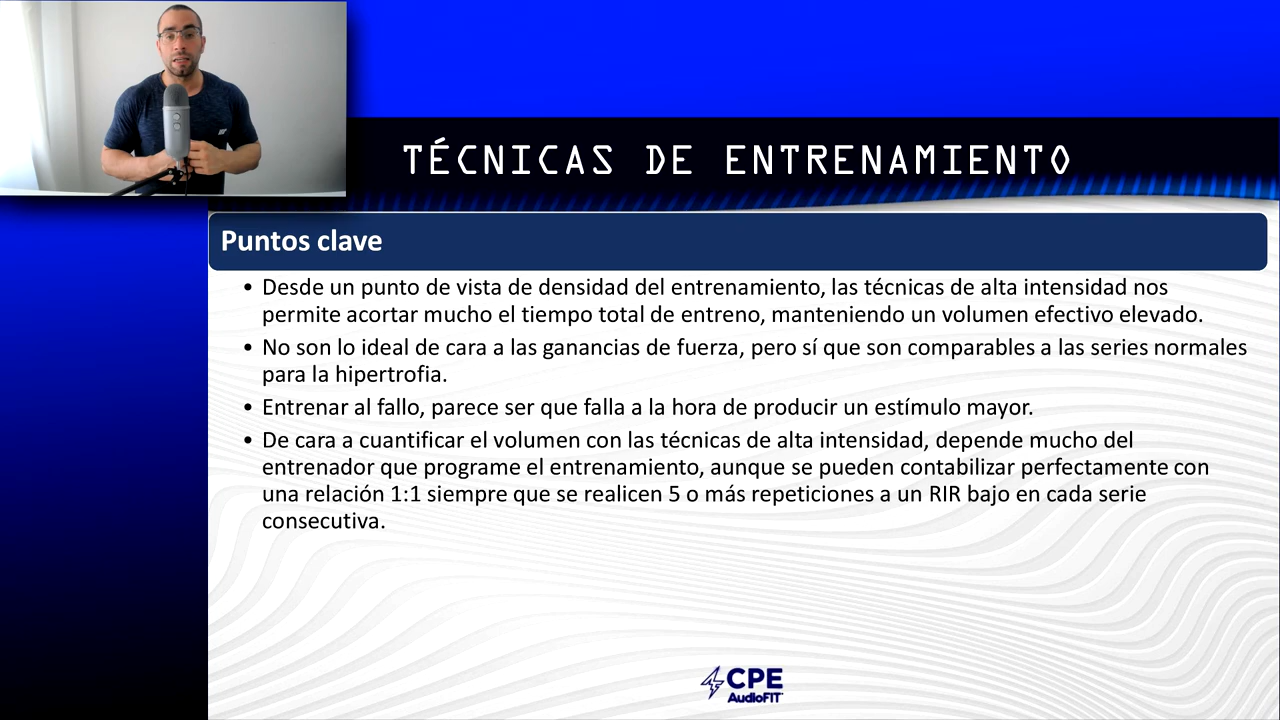 TÉCNICAS DE ENTRENAMIENTO
Puntos clave
• Desde un punto de vista de densidad del entrenamiento, las técnicas de alta intensidad nos
permite acortar mucho el tiempo total de entreno, manteniendo un volumen efectivo elevado.
• No son lo ideal de cara a las ganancias de fuerza, pero sí que son comparables a las series normales
para la hipertrofia.
• Entrenar al fallo, parece ser que falla a la hora de producir un estímulo mayor.
• De cara a cuantificar el volumen con las técnicas de alta intensidad, depende mucho del
entrenador que programe el entrenamiento, aunque se pueden contabilizar perfectamente con
una relación 1:1 siempre que se realicen 5 o más repeticiones a un RIR bajo en cada serie
consecutiva.
CPE
AudioFIT